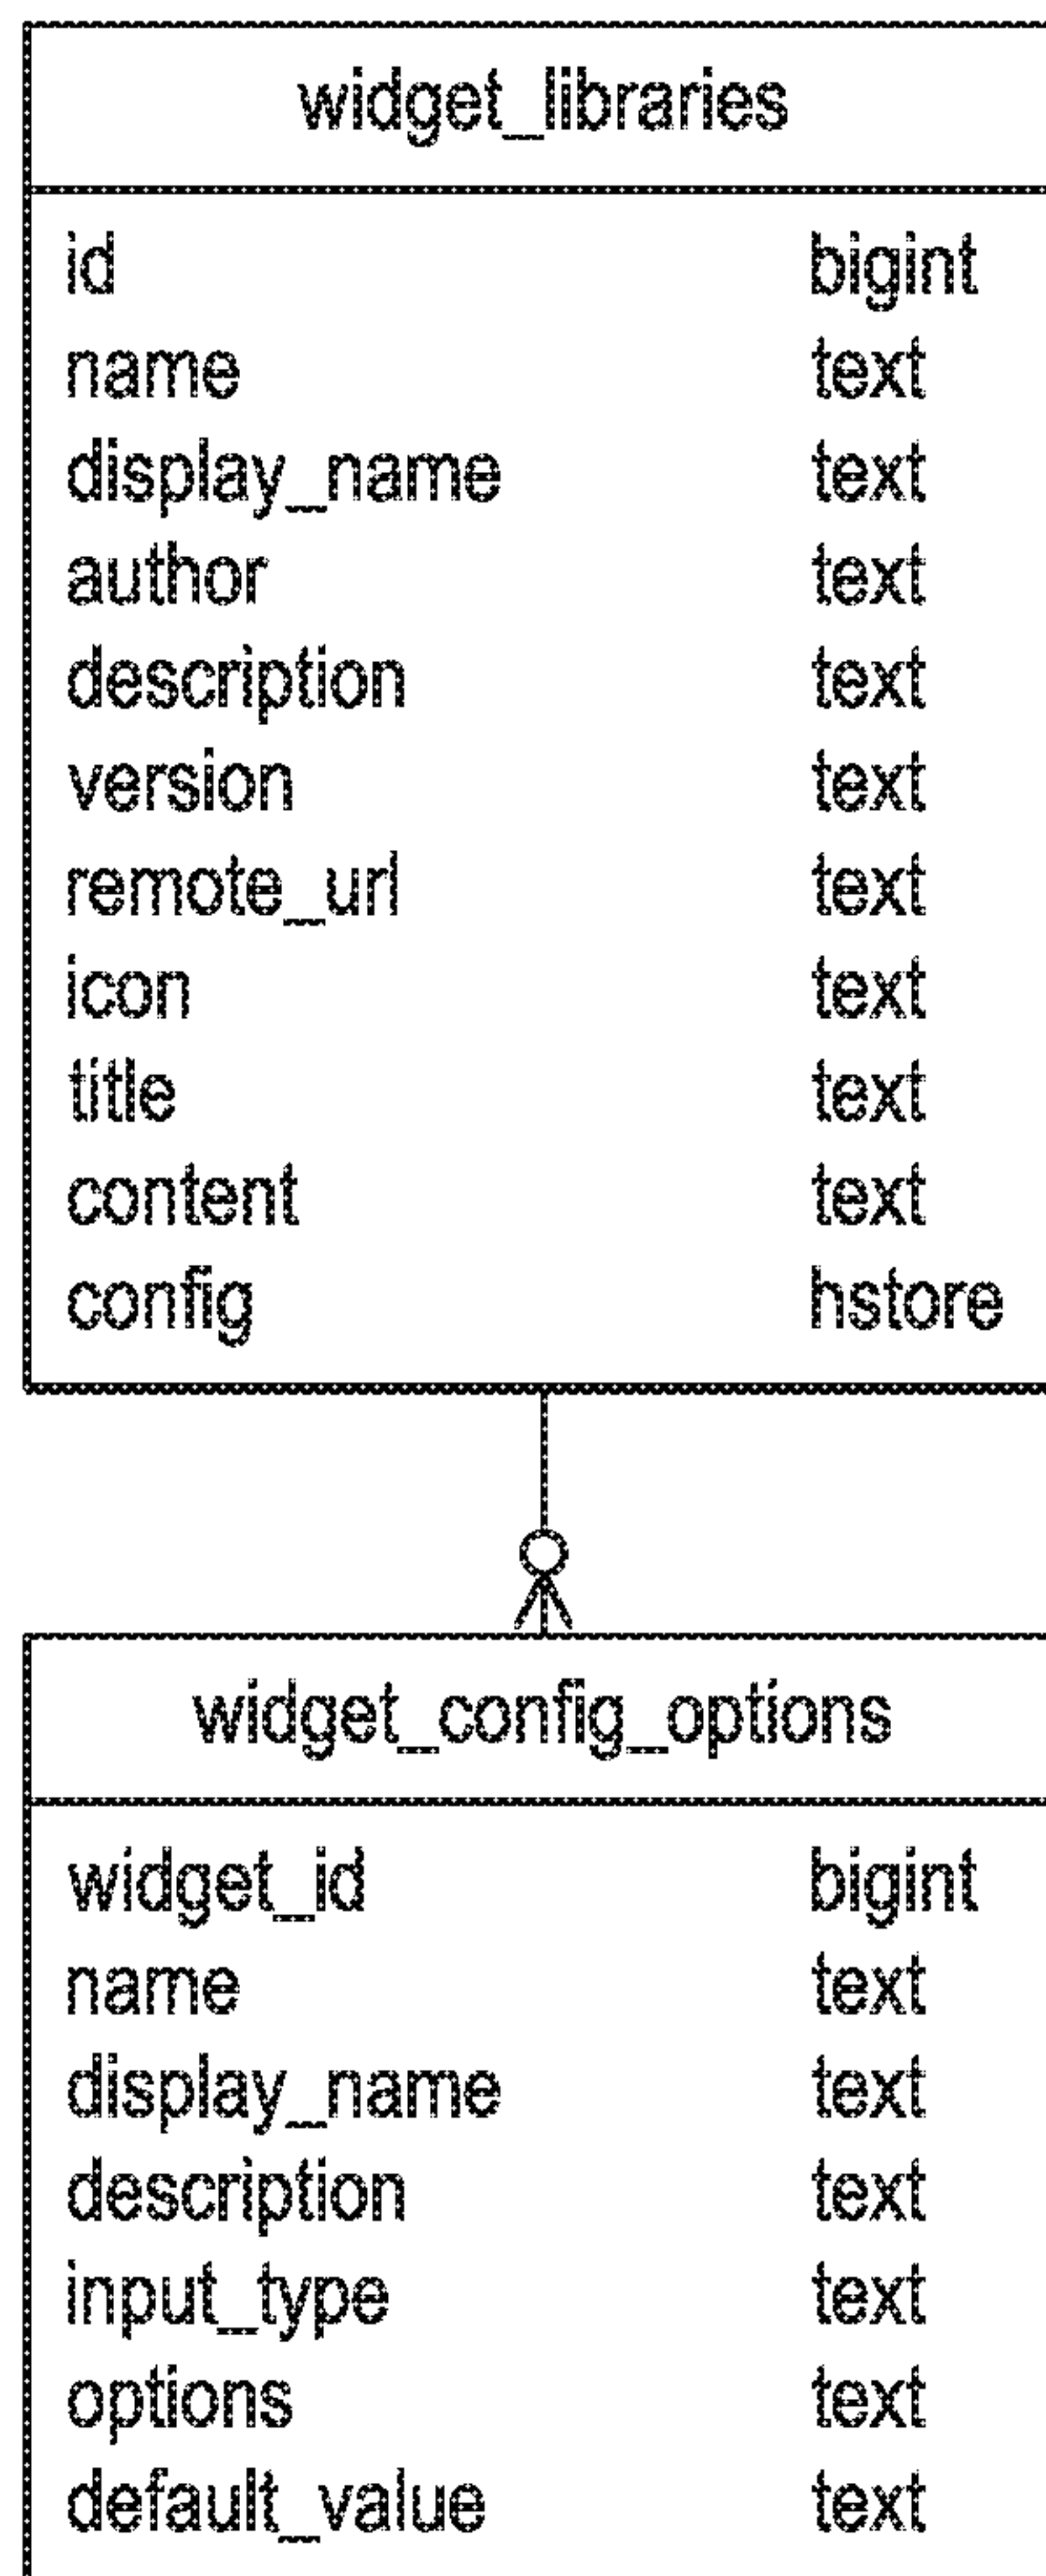 widget_libraries
id bigint
name text
display_name text
author text
description text
version text
remote_url text
icon text
title text
content text
config hstore
widget_config_options
widget_id bigint
name text
display_name text
description text
input_type text
options text
default_value text